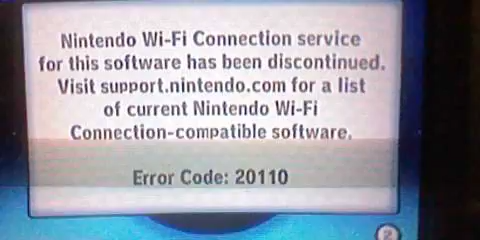 Nintendo Wi-Fi Connection service
for this software has been discontinued.
Visit support.nintendo.com for a list
of current Nintendo Wi-Fi
Connection-compatible software.
Error Code: 20110
2